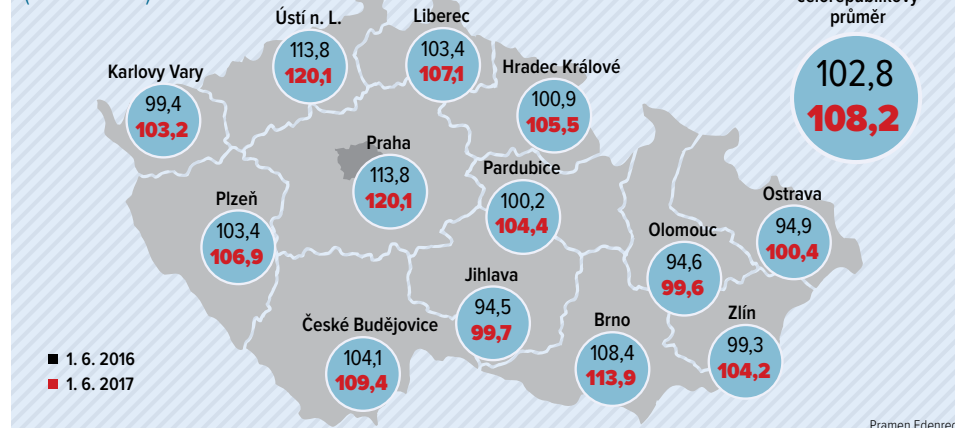 průměr
102,8
108,2
Ústí n. L.
113,8
120,1
Liberec
103,4
107,1
Karlovy Vary
99,4
103,2
Hradec Králové
100,9
105,5
Praha
113,8
120,1
Pardubice
100,2
104,4
Plzeň
103,4
106,9
Ostrava
94,9
100,4
Olomouc
94,6
99,6
Jihlava
94,5
99,7
České Budějovice
104,1
109,4
Brno
108,4
113,9
Zlín
99,3
104,2
1. 6. 2016
1. 6. 2017
Pramen Edenred